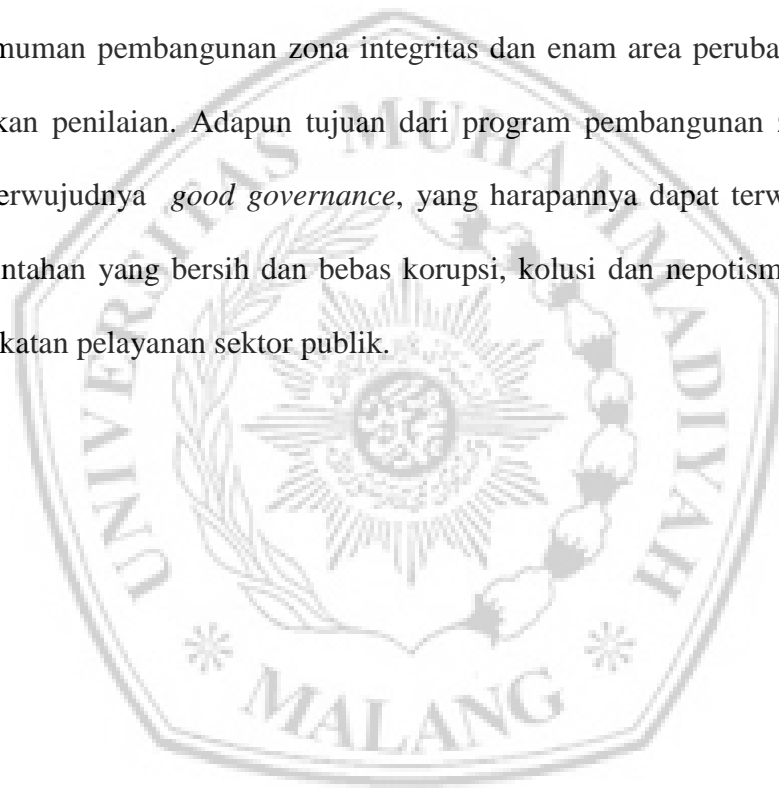 muman pembangunan zona integritas dan enam area peruba
kan penilaian. Adapun tujuan dari program pembangunan
erwujudnya good governance, yang harapannya dapat terw
ntahan yang bersih dan bebas korupsi, kolusi dan nepotism
katan pelayanan sektor publik.
UNIVERSITAS MUHAMMADIYAH
MALANG